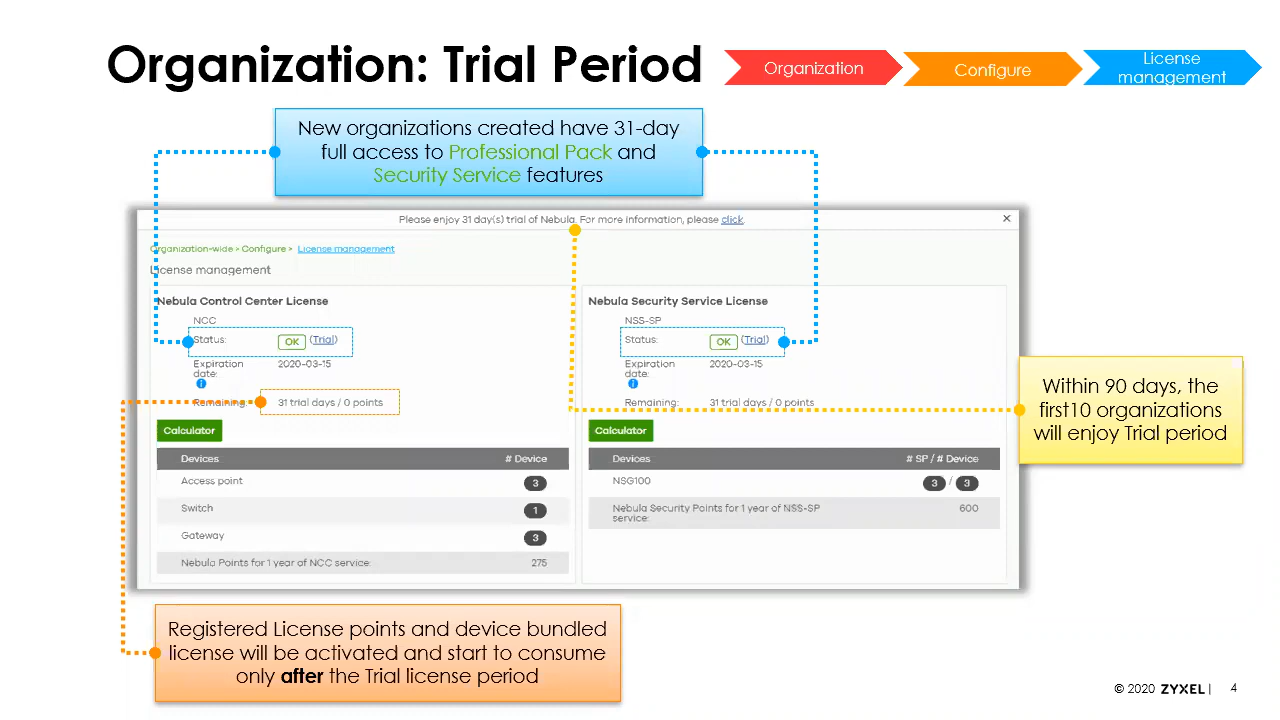 Organization: Trial Period
Organization
Configure
License
management
New organizations created have 31-day
full access to Professional Pack and
Security Service features
Please enjoy 31 day(s) trial of Nebula. For more information, please click.
×
Organization-wide > Configure > License management
License management
Nebula Control Center License
NCC
Status: OK (Trial)
Expiration 2020-03-15
date:
i
Remaining: 31 trial days / 0 points
Calculator
Devices # Device
Access point 3
Switch 1
Gateway 3
Nebula Points for 1 year of NCC service: 275
Nebula Security Service License
NSS-SP
Status: OK (Trial)
Expiration 2020-03-15
date:
i
Remaining: 31 trial days / 0 points
Calculator
Devices # SP / # Device
NSG100 3 / 3
Nebula Security Points for 1 year of NSS-SP 600
service:
Within 90 days, the
first10 organizations
will enjoy Trial period
Registered License points and device bundled
license will be activated and start to consume
only after the Trial license period
© 2020 ZYXEL | 4